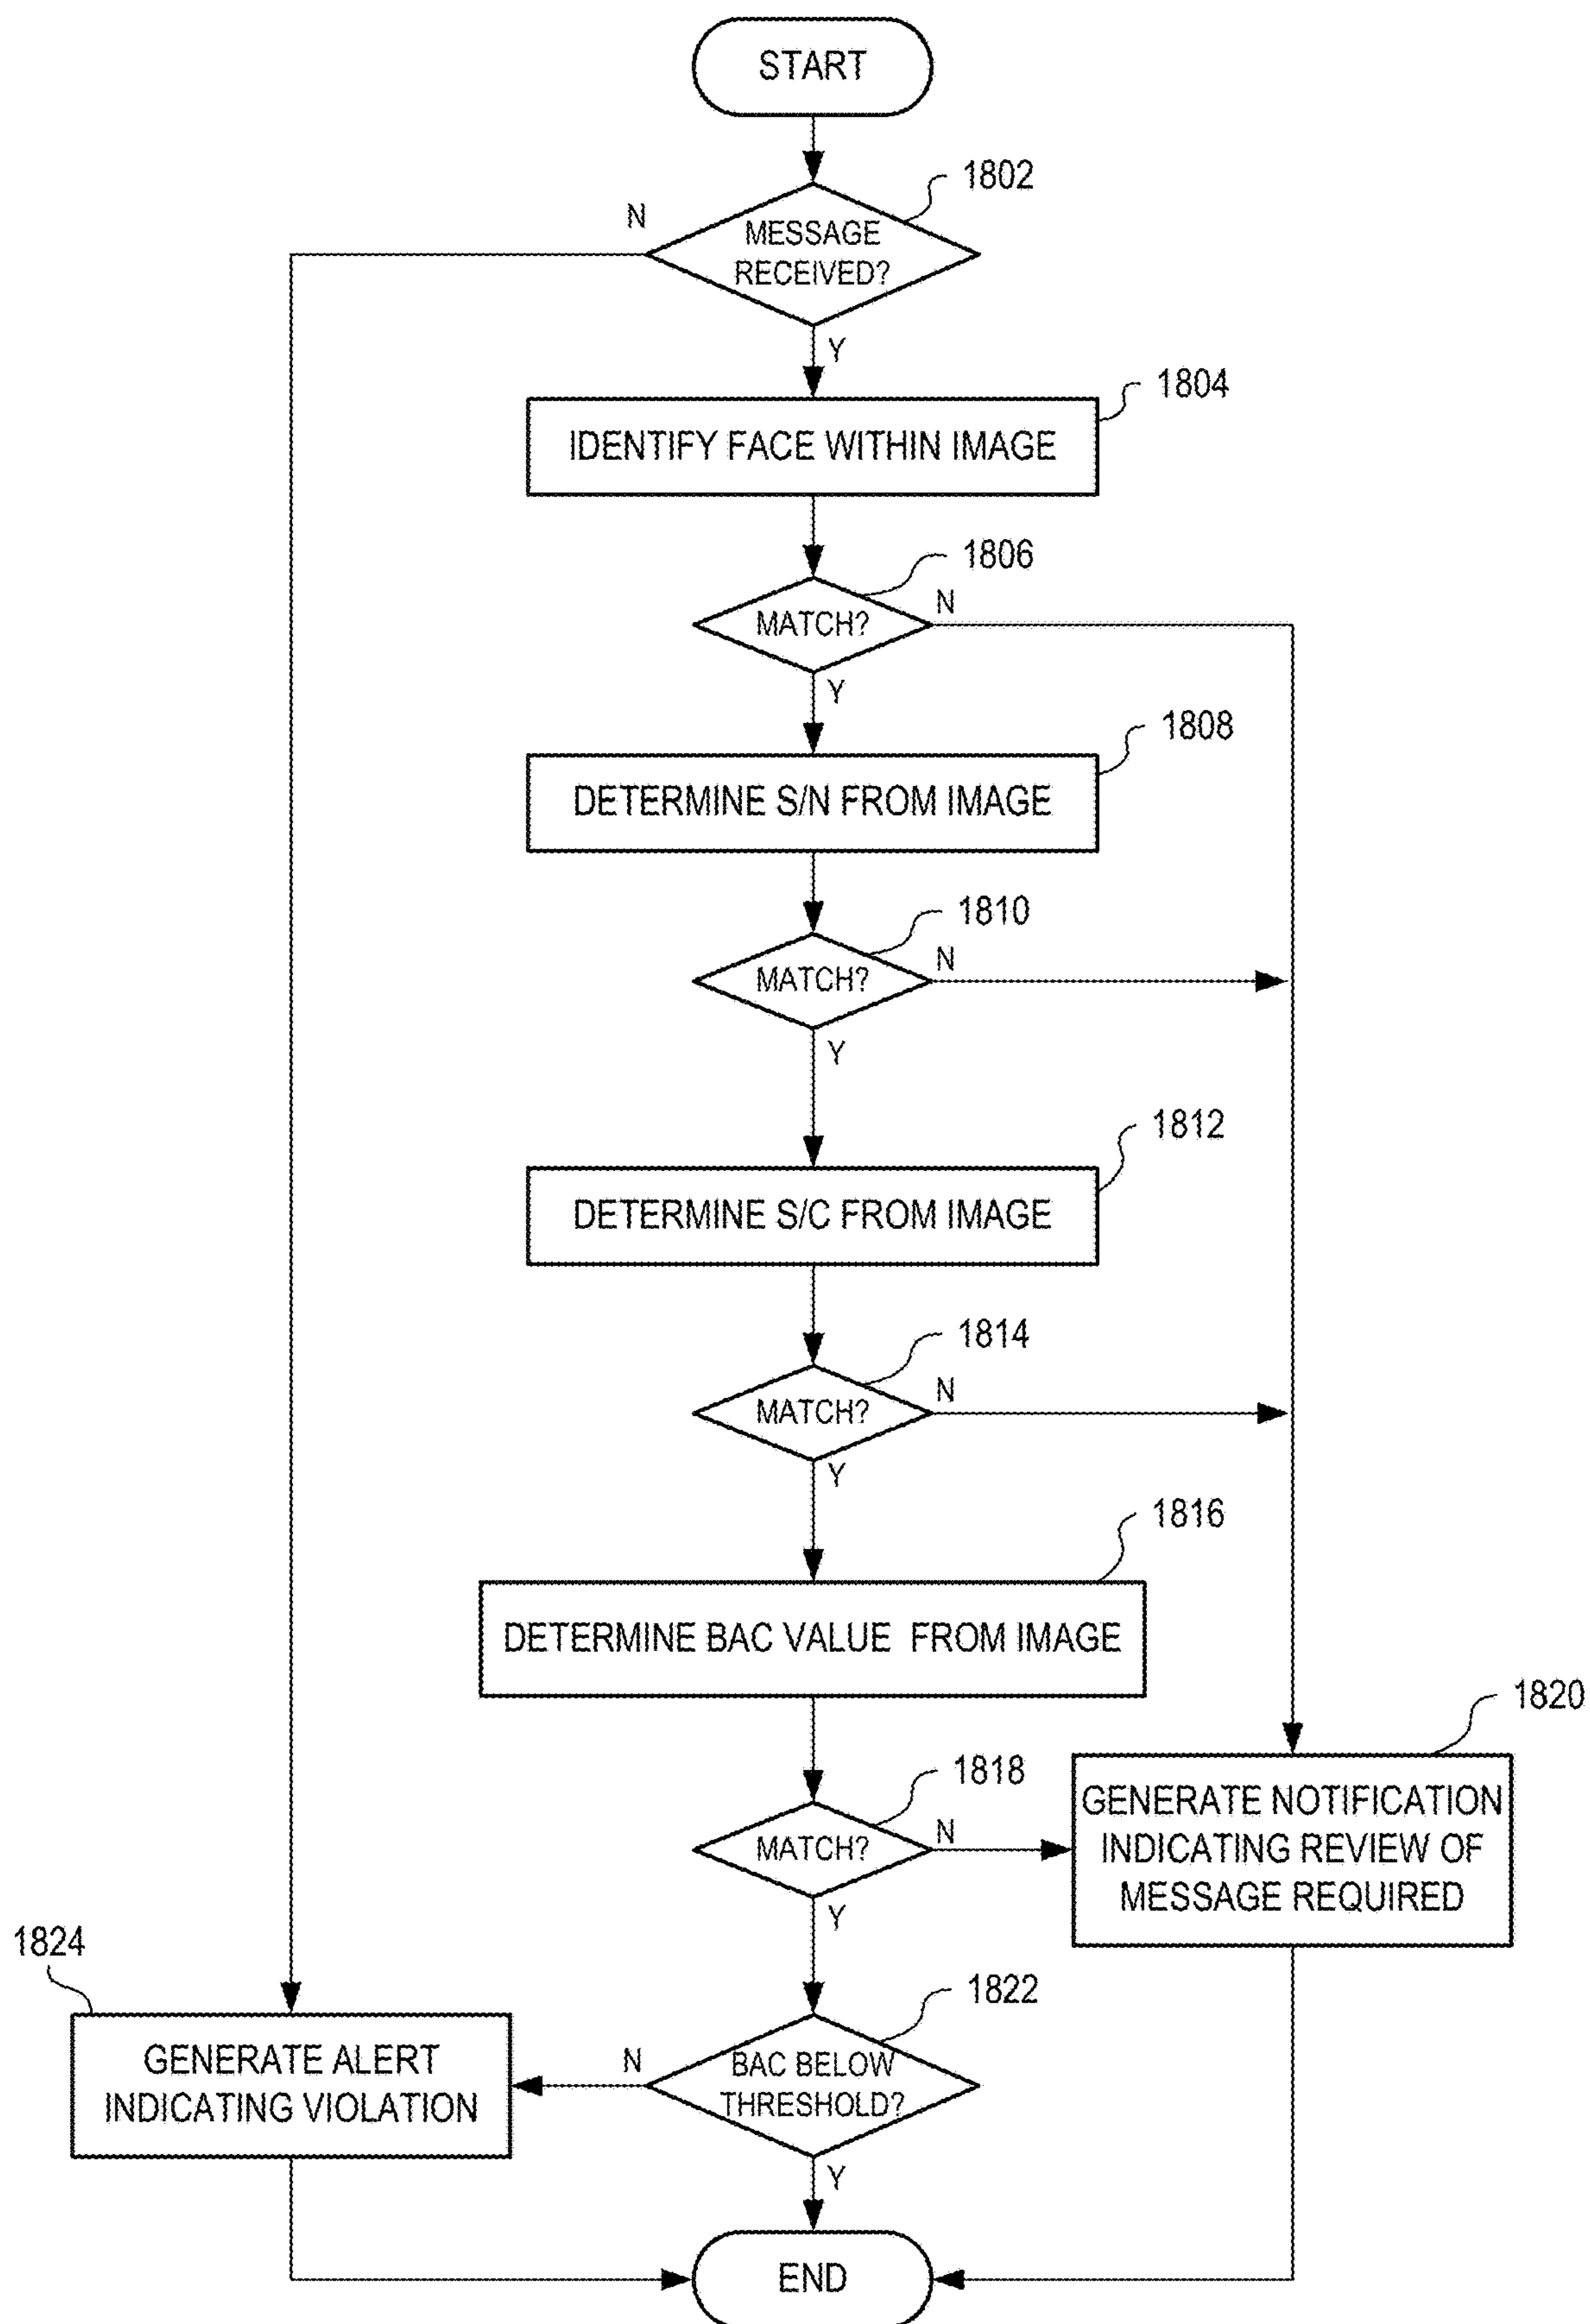 START
1802
N
MESSAGE
RECEIVED?
Y
1804
IDENTIFY FACE WITHIN IMAGE
1806
MATCH?
N
Y
1808
DETERMINE S/N FROM IMAGE
1810
MATCH?
N
Y
1812
DETERMINE S/C FROM IMAGE
1814
MATCH?
N
Y
1816
DETERMINE BAC VALUE FROM IMAGE
1818
MATCH?
N
Y
1820
GENERATE NOTIFICATION
INDICATING REVIEW OF
MESSAGE REQUIRED
1822
BAC BELOW
THRESHOLD?
N
Y
1824
GENERATE ALERT
INDICATING VIOLATION
END